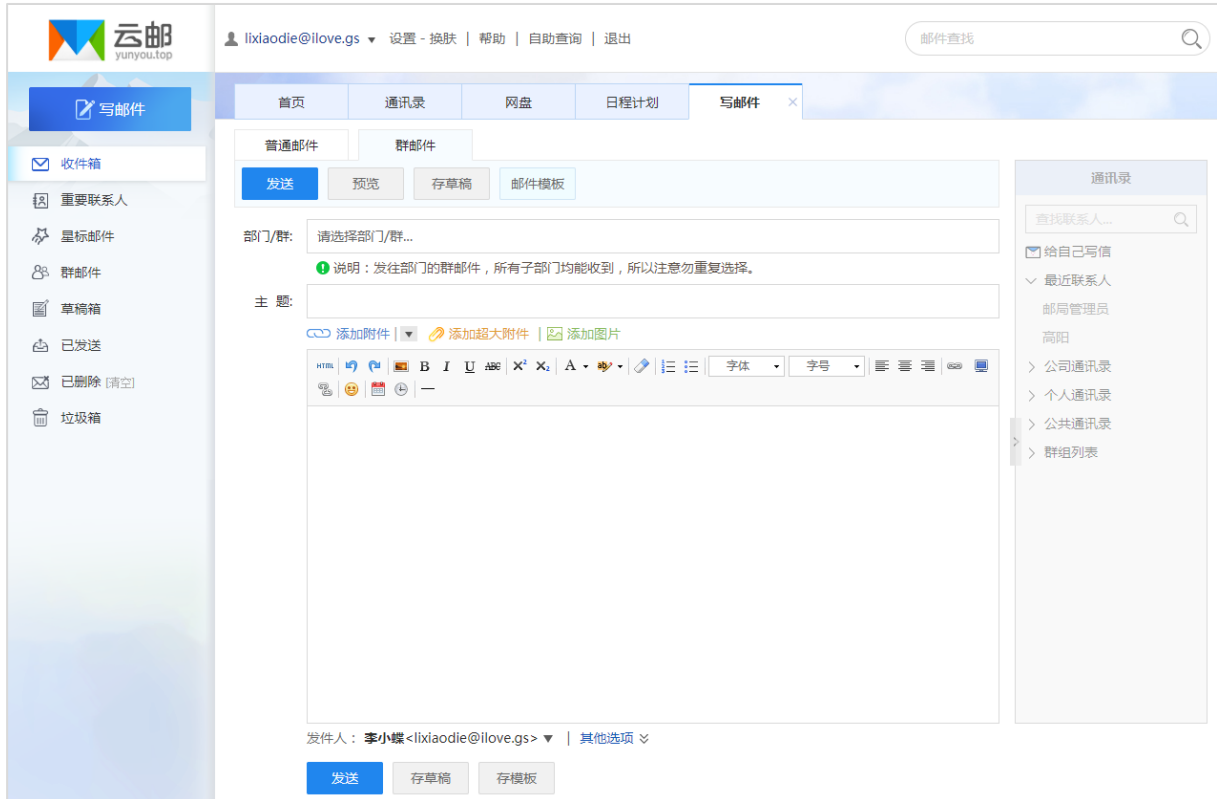 云邮
yunyou.top
lixiaodie@ilove.gs ▼ 设置 - 换肤 | 帮助 | 自助查询 | 退出
邮件查找
写邮件
首页 通讯录 网盘 日程计划 写邮件 ×
普通邮件 群邮件
收件箱
重要联系人
星标邮件
群邮件
草稿箱
已发送
已删除 [清空]
垃圾箱
发送 预览 存草稿 邮件模板
部门/群: 请选择部门/群...
说明：发往部门的群邮件，所有子部门均能收到，所以注意勿重复选择。
主 题:
添加附件 | ▼ 添加超大附件 | 添加图片
HTML B I U ABC X² X₂ A ab 字体 字号
发件人： 李小蝶<lixiaodie@ilove.gs> ▼ | 其他选项
发送 存草稿 存模板
通讯录
查找联系人...
给自己写信
最近联系人
邮局管理员
高阳
公司通讯录
个人通讯录
公共通讯录
群组列表